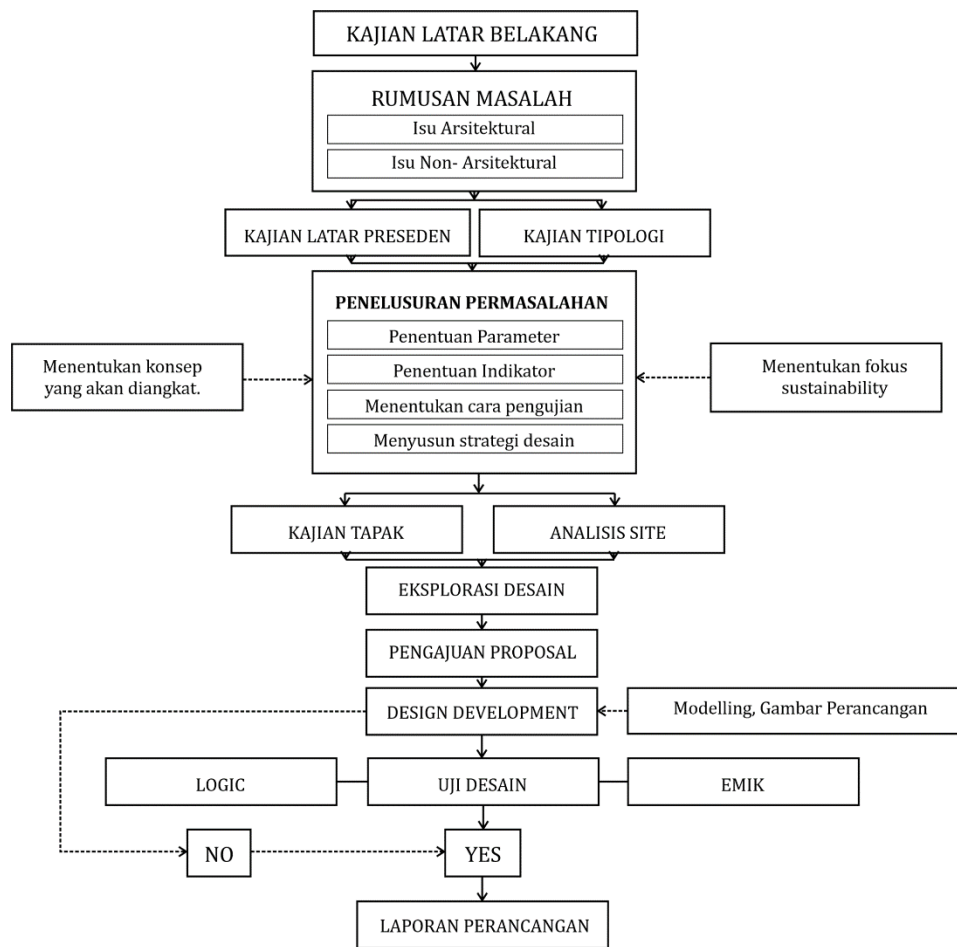 KAJIAN LATAR BELAKANG
RUMUSAN MASALAH
Isu Arsitektural
Isu Non- Arsitektural
KAJIAN LATAR PRESEDEN
KAJIAN TIPOLOGI
PENELUSURAN PERMASALAHAN
Penentuan Parameter
Penentuan Indikator
Menentukan cara pengujian
Menyusun strategi desain
Menentukan konsep
yang akan diangkat.
Menentukan fokus
sustainability
KAJIAN TAPAK
ANALISIS SITE
EKSPLORASI DESAIN
PENGAJUAN PROPOSAL
DESIGN DEVELOPMENT
Modelling, Gambar Perancangan
LOGIC
UJI DESAIN
EMIK
NO
YES
LAPORAN PERANCANGAN